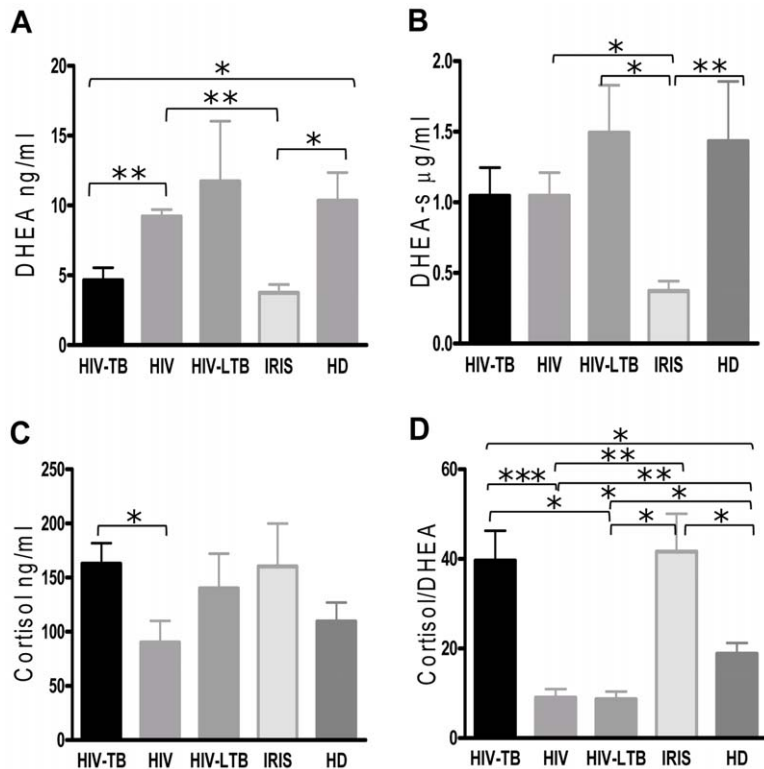 A
DHEA ng/ml
20
15
10
5
0
*
**
*
**
HIV-TB HIV HIV-LTB IRIS HD
B
DHEA-s µg/ml
2.0
1.5
1.0
0.5
0.0
*
* **
HIV-TB HIV HIV-LTB IRIS HD
C
Cortisol ng/ml
250
200
150
100
50
0
*
HIV-TB HIV HIV-LTB IRIS HD
D
Cortisol/DHEA
60
40
20
0
*
**
*** **
* * *
* *
HIV-TB HIV HIV-LTB IRIS HD